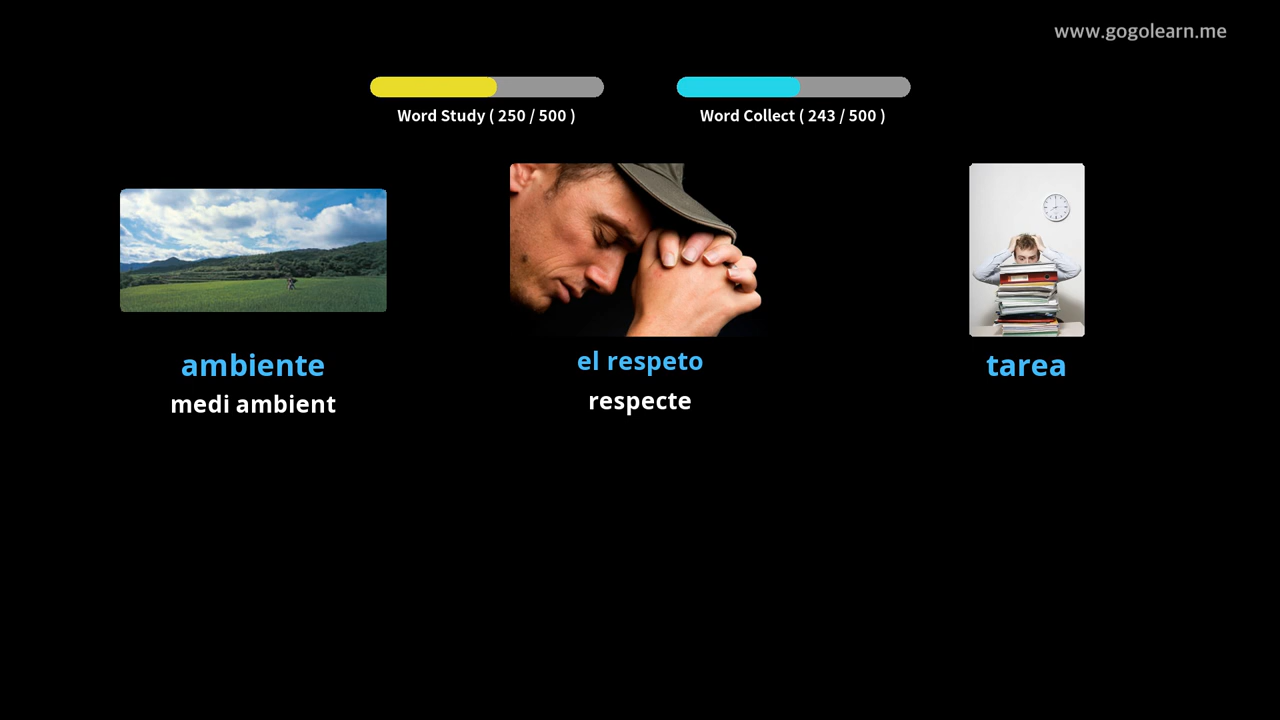 www.gogolearn.me
Word Study ( 250 / 500 )
Word Collect ( 243 / 500 )
ambiente
medi ambient
el respeto
respecte
tarea